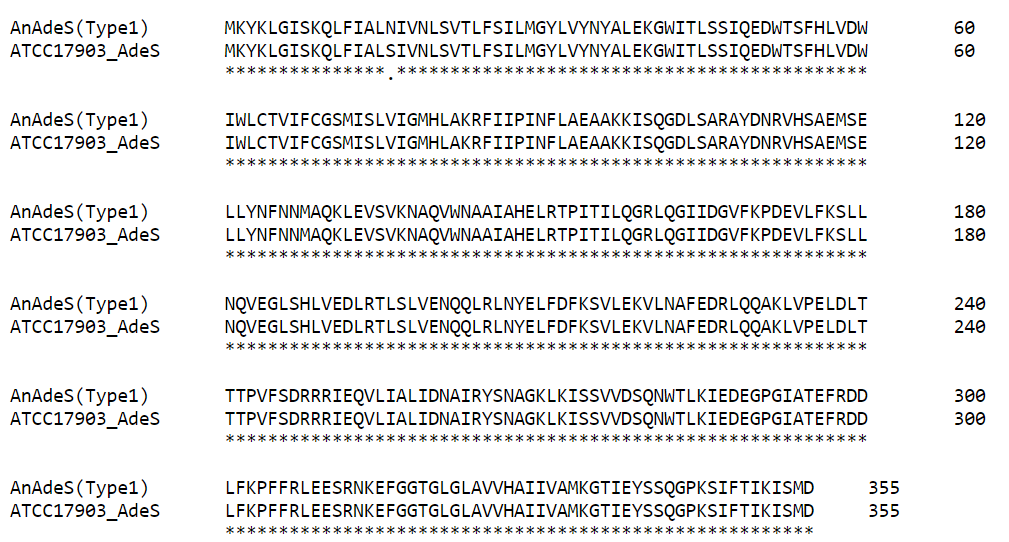 AnAdeS(Type1) MKYKLGISKQLFIALNIVNLSVTLFSILMGYLVYNYALEKGWITLSSIQEDWTSFHLVDW 60
ATCC17903_AdeS MKYKLGISKQLFIALSIVNLSVTLFSILMGYLVYNYALEKGWITLSSIQEDWTSFHLVDW 60
***************.********************************************
AnAdeS(Type1) IWLCTVIFCGSMISLVIGMHLAKRFIIPINFLAEAAKKISQGDLSARAYDNRVHSAEMSE 120
ATCC17903_AdeS IWLCTVIFCGSMISLVIGMHLAKRFIIPINFLAEAAKKISQGDLSARAYDNRVHSAEMSE 120
************************************************************
AnAdeS(Type1) LLYNFNNMAQKLEVSVKNAQVWNAAIAHELRTPITILQGRLQGIIDGVFKPDEVLFKSLL 180
ATCC17903_AdeS LLYNFNNMAQKLEVSVKNAQVWNAAIAHELRTPITILQGRLQGIIDGVFKPDEVLFKSLL 180
************************************************************
AnAdeS(Type1) NQVEGLSHLVEDLRTLSLVENQQLRLNYELFDFKSVLEKVLNAFEDRLQQAKLVPELDLT 240
ATCC17903_AdeS NQVEGLSHLVEDLRTLSLVENQQLRLNYELFDFKSVLEKVLNAFEDRLQQAKLVPELDLT 240
************************************************************
AnAdeS(Type1) TTPVFSDRRRIEQVLIALIDNAIRYSNAGKLKISSVVDSQNWTLKIEDEGPGIATEFRDD 300
ATCC17903_AdeS TTPVFSDRRRIEQVLIALIDNAIRYSNAGKLKISSVVDSQNWTLKIEDEGPGIATEFRDD 300
************************************************************
AnAdeS(Type1) LFKPFFRLEESRNKEFGGTGLGLAVVHAIIVAMKGTIEYSSQGPKSIFTIKISMD 355
ATCC17903_AdeS LFKPFFRLEESRNKEFGGTGLGLAVVHAIIVAMKGTIEYSSQGPKSIFTIKISMD 355
*******************************************************